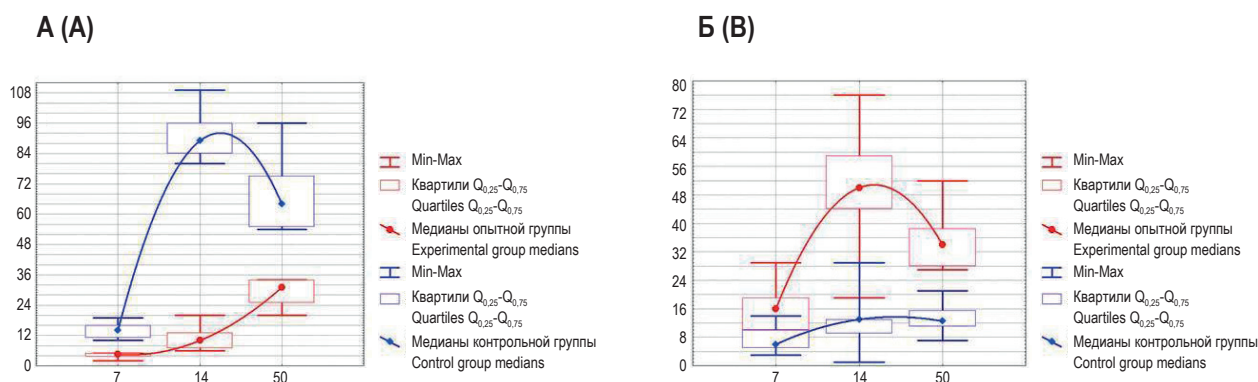 А (A)
108
96
84
72
60
48
36
24
12
0
7 14 50
Min-Max
Квартили Q0,25-Q0,75
Quartiles Q0,25-Q0,75
Медианы опытной группы
Experimental group medians
Min-Max
Квартили Q0,25-Q0,75
Quartiles Q0,25-Q0,75
Медианы контрольной группы
Control group medians
Б (B)
80
72
64
56
48
40
32
24
16
8
0
7 14 50
Min-Max
Квартили Q0,25-Q0,75
Quartiles Q0,25-Q0,75
Медианы опытной группы
Experimental group medians
Min-Max
Квартили Q0,25-Q0,75
Quartiles Q0,25-Q0,75
Медианы контрольной группы
Control group medians